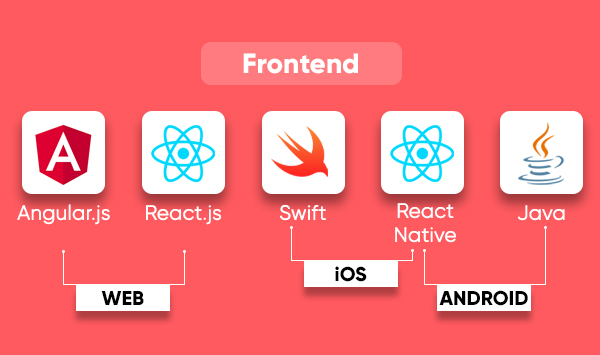 Frontend
A
Angular.js
React.js
Swift
React
Native
Java
iOS
WEB
ANDROID